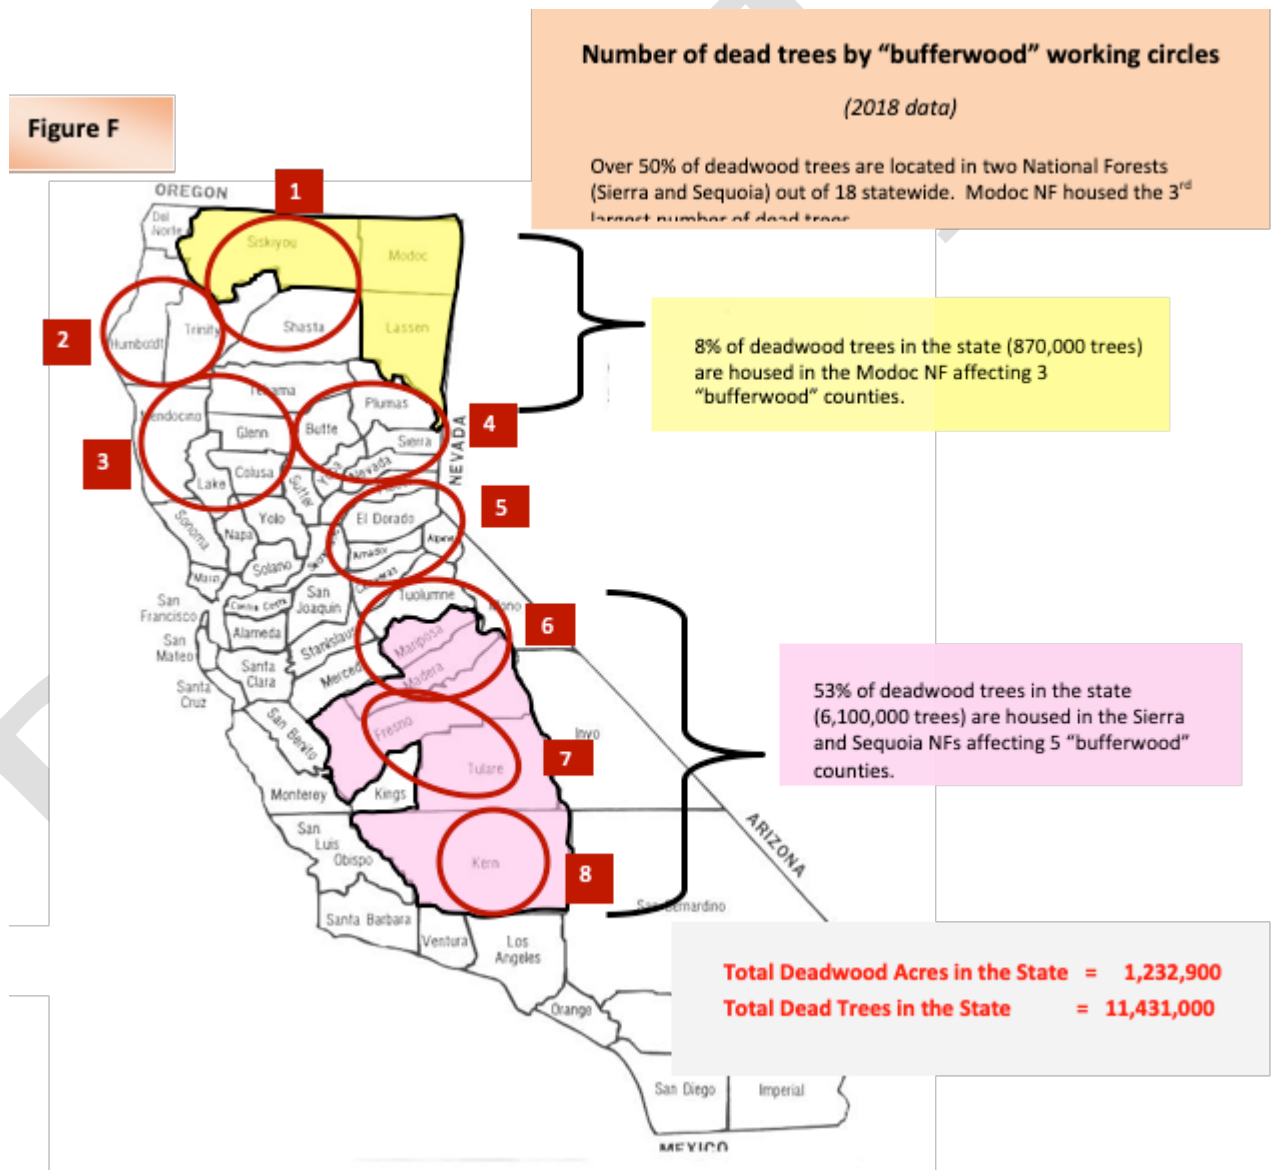 Number of dead trees by “bufferwood” working circles
(2018 data)
Over 50% of deadwood trees are located in two National Forests
(Sierra and Sequoia) out of 18 statewide. Modoc NF housed the 3rd
largest number of dead trees
Figure F
OREGON
1
Del
Norte
Siskiyou
Modoc
2
Humboldt
Trinity
Shasta
Lassen
8% of deadwood trees in the state (870,000 trees)
are housed in the Modoc NF affecting 3
“bufferwood” counties.
Tehama
Plumas
Mendocino
Glenn
Butte
4
Sierra
NEVADA
3
Lake
Colusa
Sutter
Nevada
5
Sonoma
Yolo
El Dorado
Napa
Amador
Alpine
Solano
Marin
San
Joaquin
Tuolumne
Mono
San
Francisco
Contra Costa
6
Alameda
Stanislaus
Mariposa
San
Mateo
Santa
Clara
Merced
Madera
Santa
Cruz
San Benito
Fresno
Inyo
7
Tulare
53% of deadwood trees in the state
(6,100,000 trees) are housed in the Sierra
and Sequoia NFs affecting 5 “bufferwood”
counties.
Monterey
Kings
San
Luis
Obispo
Kern
8
ARIZONA
San Bernardino
Santa Barbara
Ventura
Los
Angeles
Orange
Total Deadwood Acres in the State = 1,232,900
Total Dead Trees in the State = 11,431,000
San Diego
Imperial
MEXICO